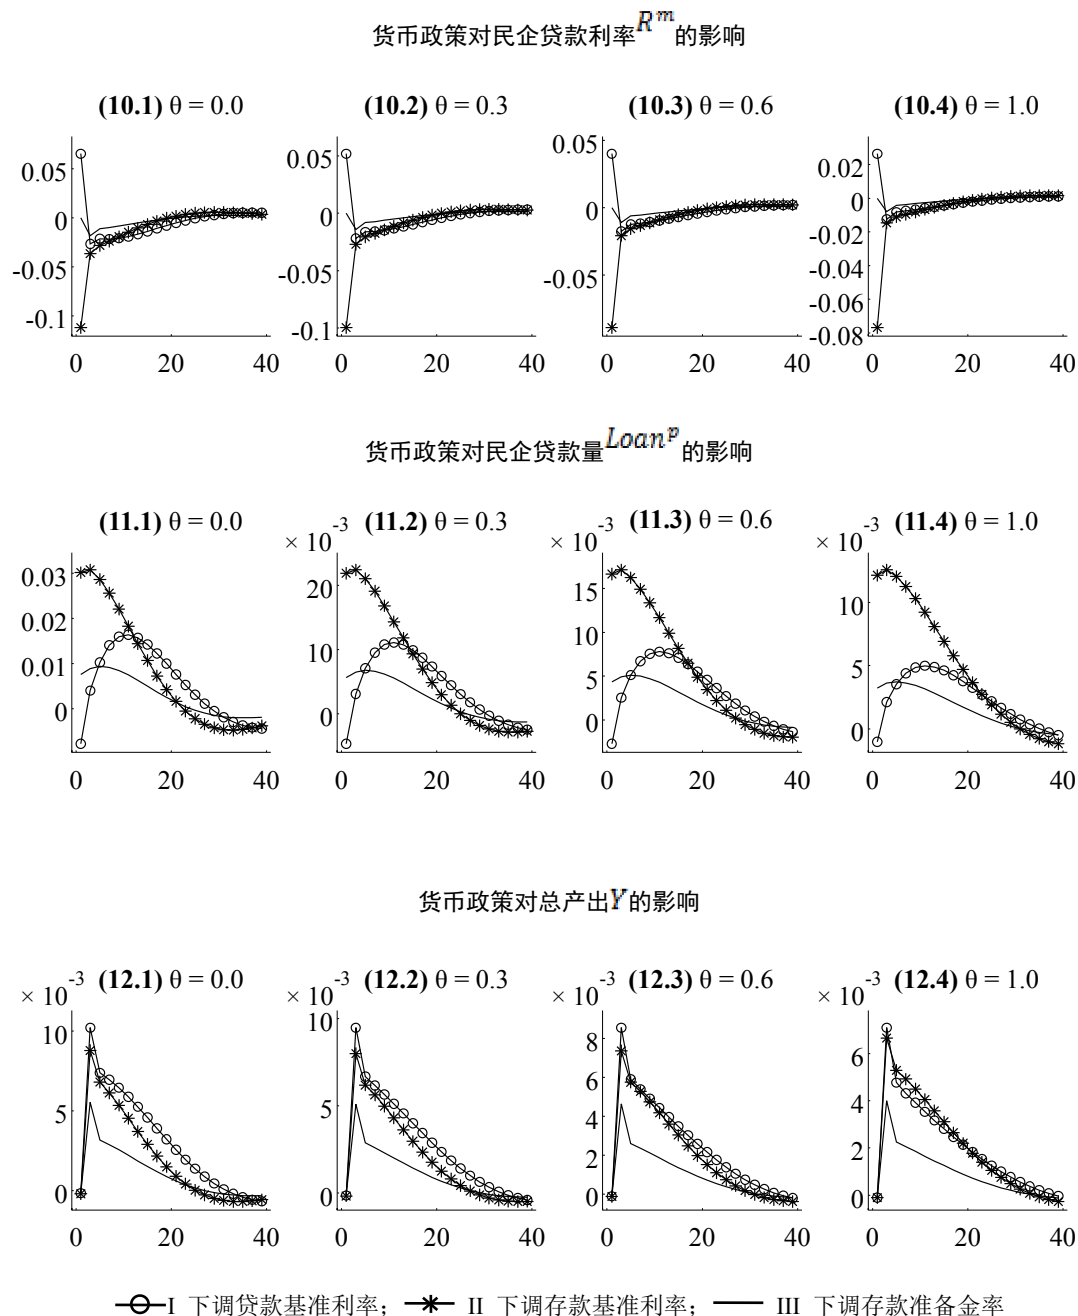 货币政策对民企贷款利率R^m的影响
(10.1) θ = 0.0 (10.2) θ = 0.3 (10.3) θ = 0.6 (10.4) θ = 1.0
0.05 0 -0.05 -0.1 0 20 40
0.05 0 -0.05 -0.1 0 20 40
0.05 0 -0.05 0 20 40
0.02 0 -0.02 -0.04 -0.06 -0.08 0 20 40
货币政策对民企贷款量Loan^p的影响
(11.1) θ = 0.0 × 10^-3 (11.2) θ = 0.3 × 10^-3 (11.3) θ = 0.6 × 10^-3 (11.4) θ = 1.0
0.03 0.02 0.01 0 0 20 40
20 10 0 0 20 40
15 10 5 0 0 20 40
10 5 0 0 20 40
货币政策对总产出Y的影响
× 10^-3 (12.1) θ = 0.0 × 10^-3 (12.2) θ = 0.3 × 10^-3 (12.3) θ = 0.6 × 10^-3 (12.4) θ = 1.0
10 5 0 0 20 40
10 5 0 0 20 40
8 6 4 2 0 0 20 40
6 4 2 0 0 20 40
I 下调贷款基准利率； II 下调存款基准利率； III 下调存款准备金率